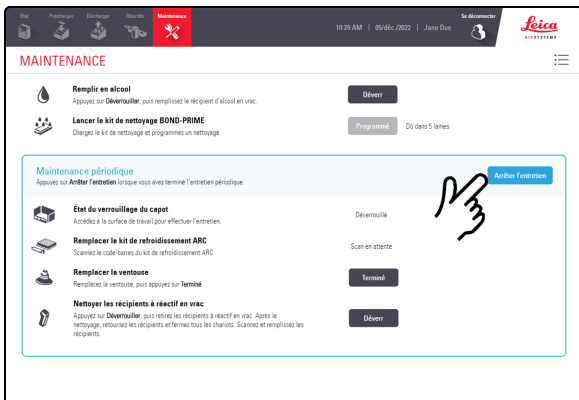 État Précharger Décharger Réactifs Maintenance
10:29 AM | 05/déc./2022 | Jane Doe
Se déconnecter
Leica
BIOSYSTEMS
MAINTENANCE
Remplir en alcool
Appuyez sur Déverrouiller, puis remplissez le récipient d'alcool en vrac.
Déverr
Lancer le kit de nettoyage BOND-PRIME
Chargez le kit de nettoyage et programmez un nettoyage.
Programmé Dû dans 5 lames
Maintenance périodique
Appuyez sur Arrêter l'entretien lorsque vous avez terminé l'entretien périodique.
Arrêter l'entretien
État du verrouillage du capot
Accédez à la surface de travail pour effectuer l'entretien.
Déverrouillé
Remplacer le kit de refroidissement ARC
Scannez le code-barres du kit de refroidissement ARC.
Scan en attente
Remplacer la ventouse
Remplacez la ventouse, puis appuyez sur Terminé
Terminé
Nettoyer les récipients à réactif en vrac
Appuyez sur Déverrouiller, puis retirez les récipients à réactif en vrac. Après le
nettoyage, retournez les récipients et fermez tous les chariots. Scannez et remplissez les
récipients.
Déverr